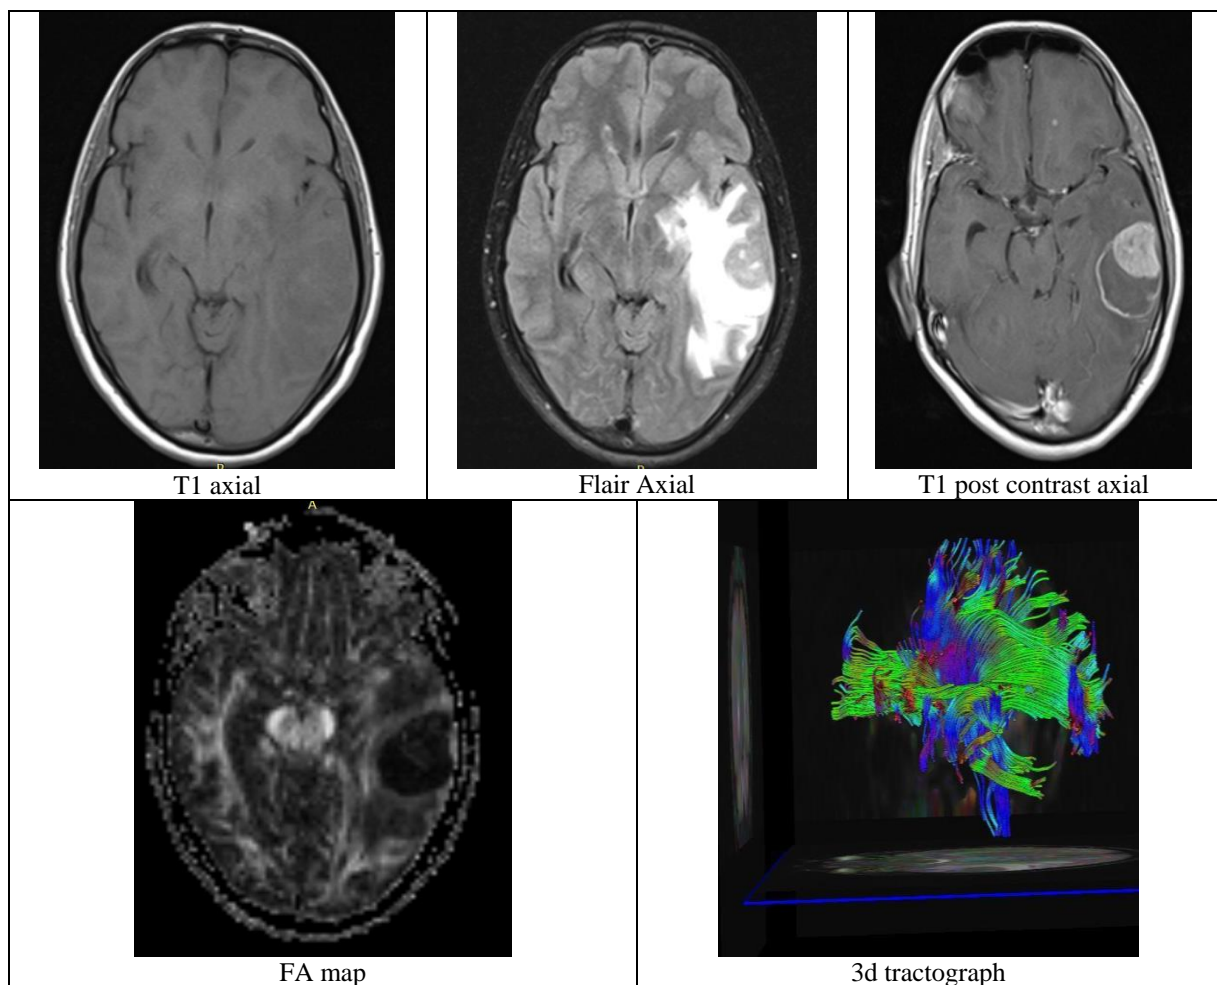 T1 axial
Flair Axial
T1 post contrast axial
A
FA map
3d tractograph